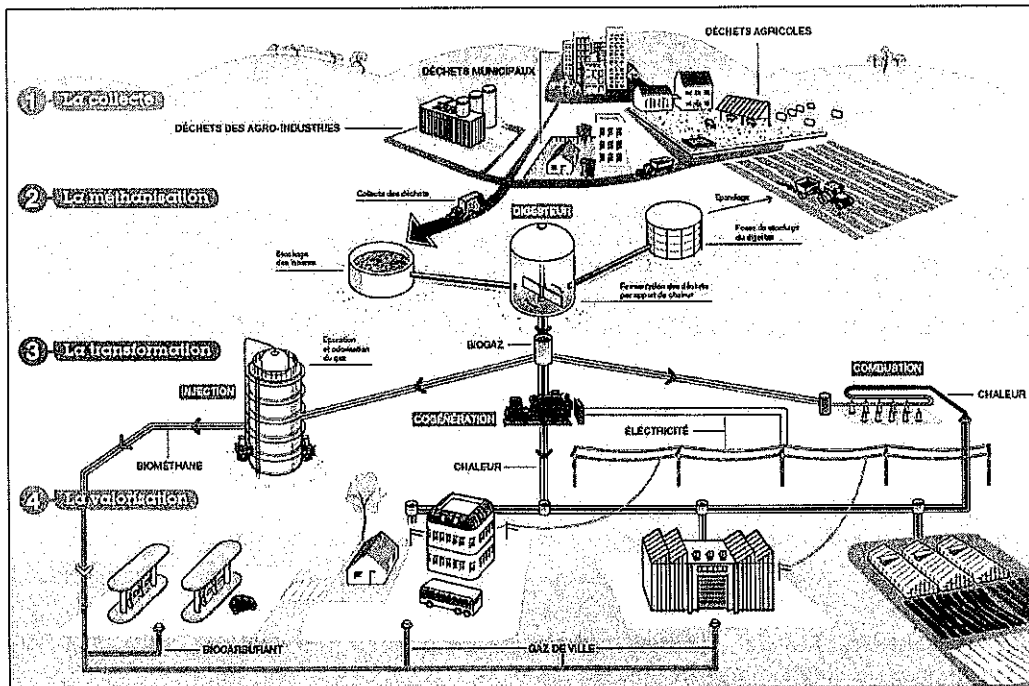 DÉCHETS AGRICOLES
DÉCHETS MUNICIPAUX
1 La collecte
DÉCHETS DES AGRO-INDUSTRIES
2 La méthanisation
Collecte des déchets
DIGESTEUR
Epandage
Fosse de stockage
du digestat
Stockage
des intrants
Fermentation des déchets
par apport de chaleur
3 La transformation
Epuration
et odorisation
du gaz
BIOGAZ
INJECTION
COMBUSTION
CHALEUR
COGÉNÉRATION
ÉLECTRICITÉ
BIOMÉTHANE
CHALEUR
4 La valorisation
BIOCARBURANT
GAZ DE VILLE